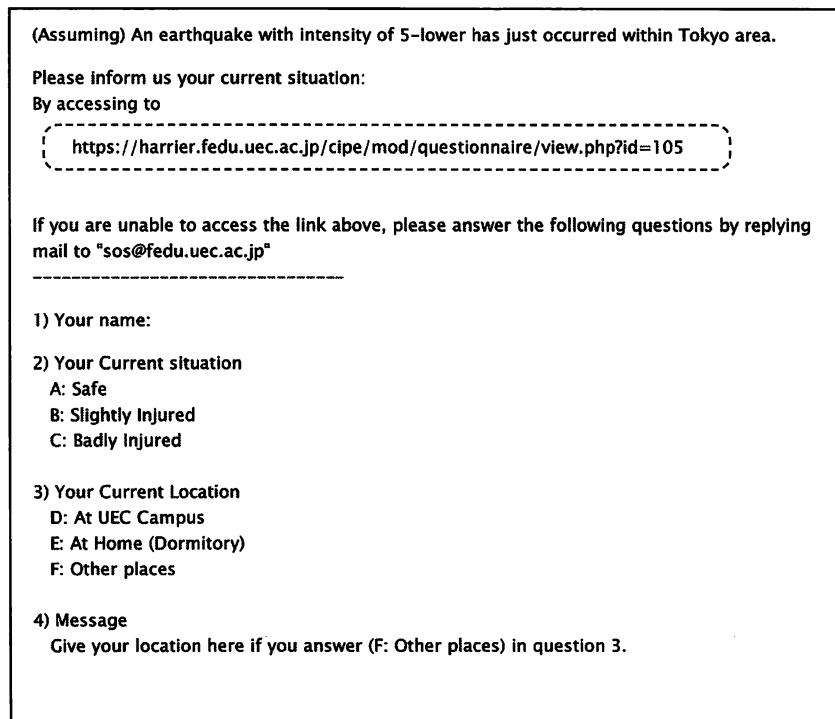 (Assuming) An earthquake with intensity of 5-lower has just occurred within Tokyo area.
Please inform us your current situation:
By accessing to
https://harrier.fedu.uec.ac.jp/cipe/mod/questionnaire/view.php?id=105
If you are unable to access the link above, please answer the following questions by replying
mail to "sos@fedu.uec.ac.jp"
--------------------------------
1) Your name:
2) Your Current situation
A: Safe
B: Slightly Injured
C: Badly Injured
3) Your Current Location
D: At UEC Campus
E: At Home (Dormitory)
F: Other places
4) Message
Give your location here if you answer (F: Other places) in question 3.